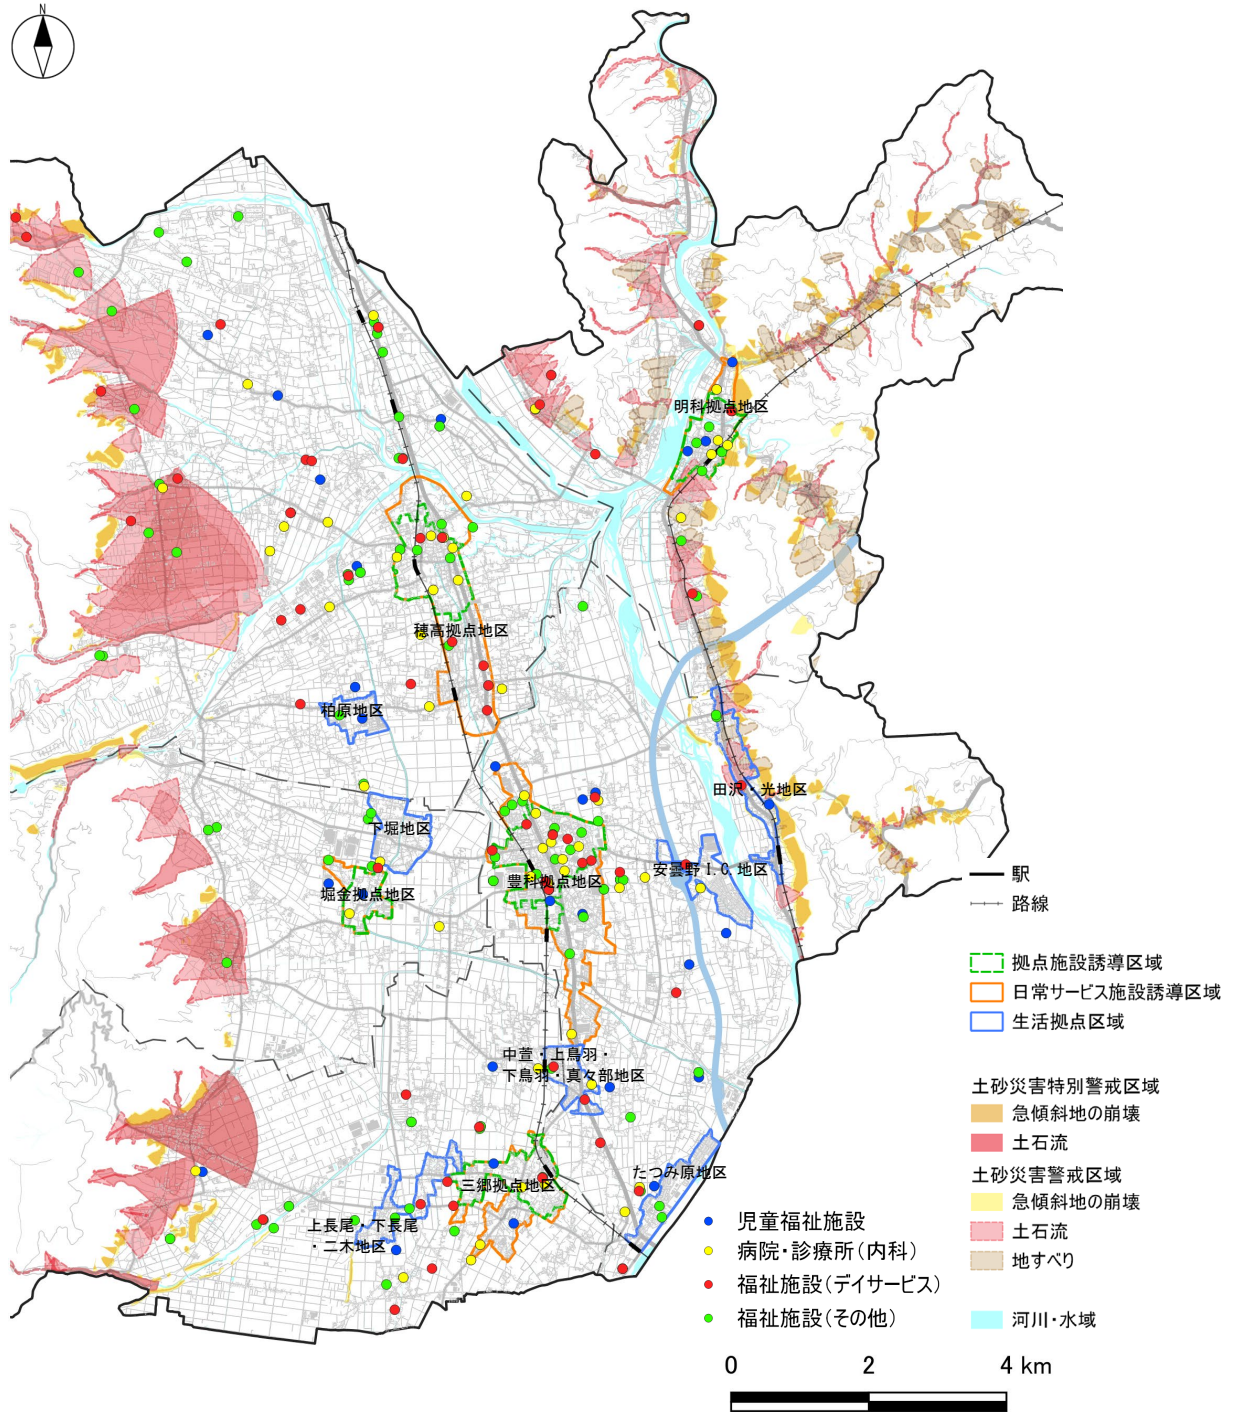 N
明科拠点地区
穂高拠点地区
柏原地区
田沢・光地区
下堀地区
安曇野I.C.地区
豊科拠点地区
堀金拠点地区
中萱・上鳥羽・
下鳥羽・真々部地区
たつみ原地区
三郷拠点地区
上長尾・下長尾
・二木地区
駅
路線
拠点施設誘導区域
日常サービス施設誘導区域
生活拠点区域
土砂災害特別警戒区域
急傾斜地の崩壊
土石流
土砂災害警戒区域
急傾斜地の崩壊
土石流
地すべり
河川・水域
児童福祉施設
病院・診療所(内科)
福祉施設(デイサービス)
福祉施設(その他)
0 2 4 km